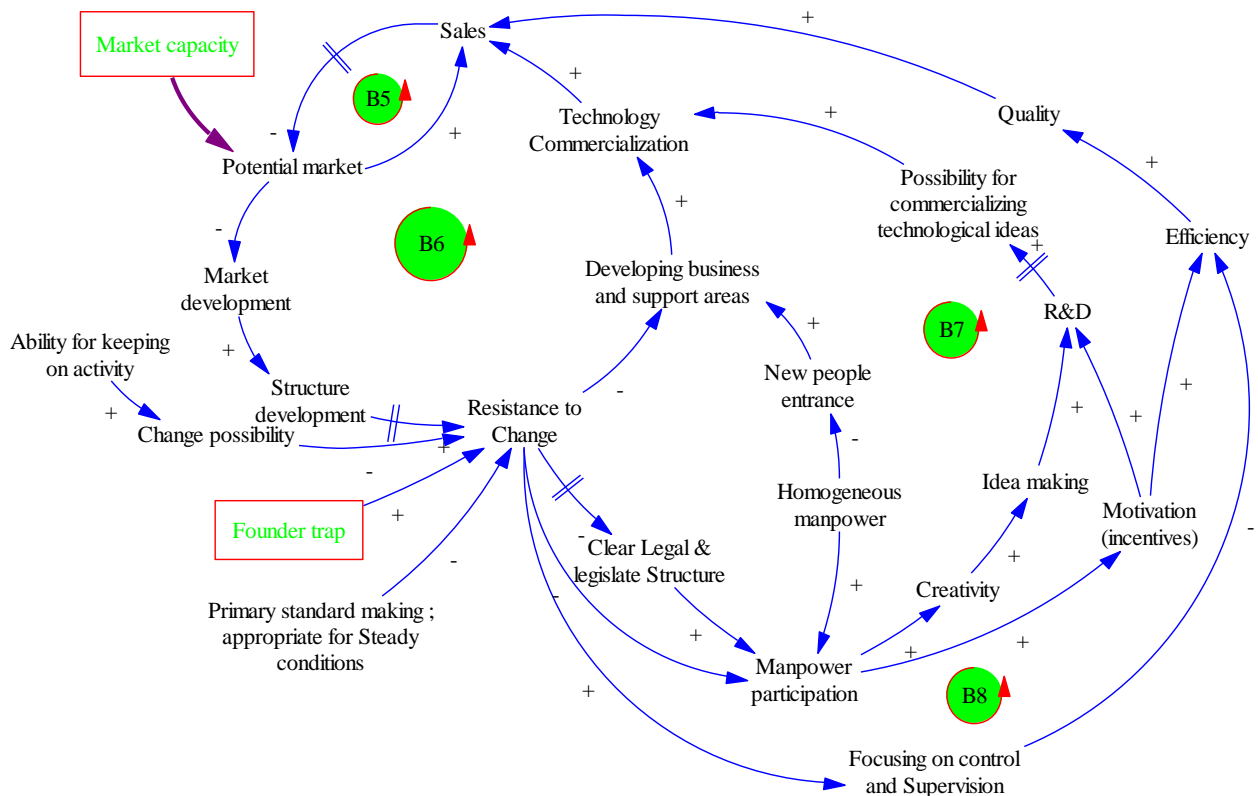 +
Sales
Market capacity
+
B5
+
Quality
Technology
Commercialization
-
+
+
Potential market
Possibility for
commercializing
technological ideas
+
+
-
B6
Efficiency
+
Market
development
Developing business
and support areas
R&D
B7
+
Ability for keeping
on activity
+
New people
entrance
+
Structure
development
-
+
+
+
Resistance to
Change
Change possibility
+
-
-
Idea making
Homogeneous
manpower
Motivation
(incentives)
Founder trap
+
-
-
Clear Legal &
legislate Structure
+
-
Creativity
+
-
Primary standard making ;
appropriate for Steady
conditions
+
+
+
Manpower
participation
+
B8
Focusing on control
and Supervision